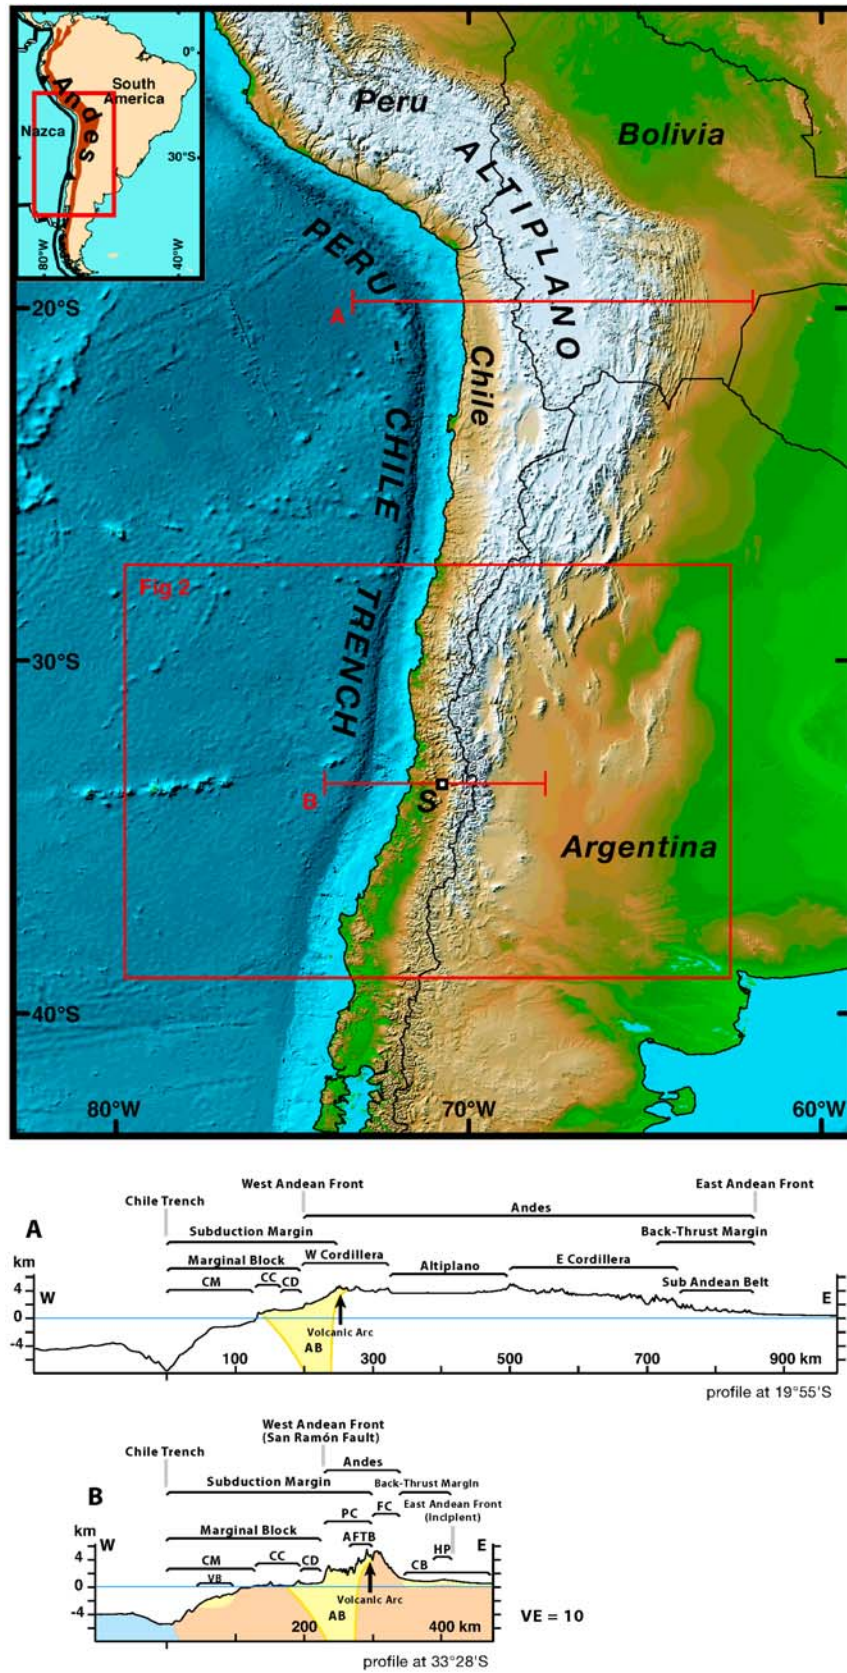 South
America
Andes
Nazca
0°
30°S
80°W
40°W
Peru
Bolivia
ALTIPLANO
PERU
-
CHILE
TRENCH
Chile
20°S
A
Fig 2
30°S
B
S
Argentina
40°S
80°W
70°W
60°W
West Andean Front
East Andean Front
Chile Trench
Andes
A
Subduction Margin
Back-Thrust Margin
km
Marginal Block
W Cordillera
Altiplano
E Cordillera
CM
CC
CD
Sub Andean Belt
4
W
E
0
Volcanic Arc
-4
AB
100
300
500
700
900 km
profile at 19°55'S
West Andean Front
(San Ramón Fault)
Chile Trench
Andes
B
Subduction Margin
Back-Thrust Margin
PC
FC
East Andean Front
(Incipient)
km
W
Marginal Block
AFTB
HP
E
4
CM
CC
CD
CB
VB
0
Volcanic Arc
-4
AB
VE = 10
200
400 km
profile at 33°28'S